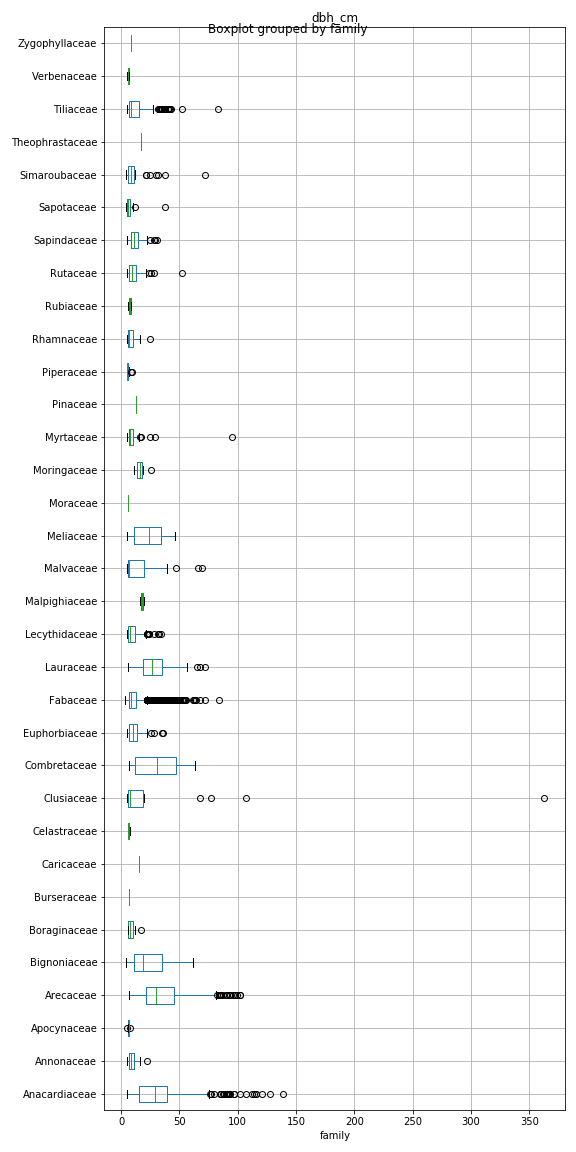 dbh_cm
Boxplot grouped by family
Zygophyllaceae
Verbenaceae
Tiliaceae
Theophrastaceae
Simaroubaceae
Sapotaceae
Sapindaceae
Rutaceae
Rubiaceae
Rhamnaceae
Piperaceae
Pinaceae
Myrtaceae
Moringaceae
Moraceae
Meliaceae
Malvaceae
Malpighiaceae
Lecythidaceae
Lauraceae
Fabaceae
Euphorbiaceae
Combretaceae
Clusiaceae
Celastraceae
Caricaceae
Burseraceae
Boraginaceae
Bignoniaceae
Arecaceae
Apocynaceae
Annonaceae
Anacardiaceae
0 50 100 150 200 250 300 350
family